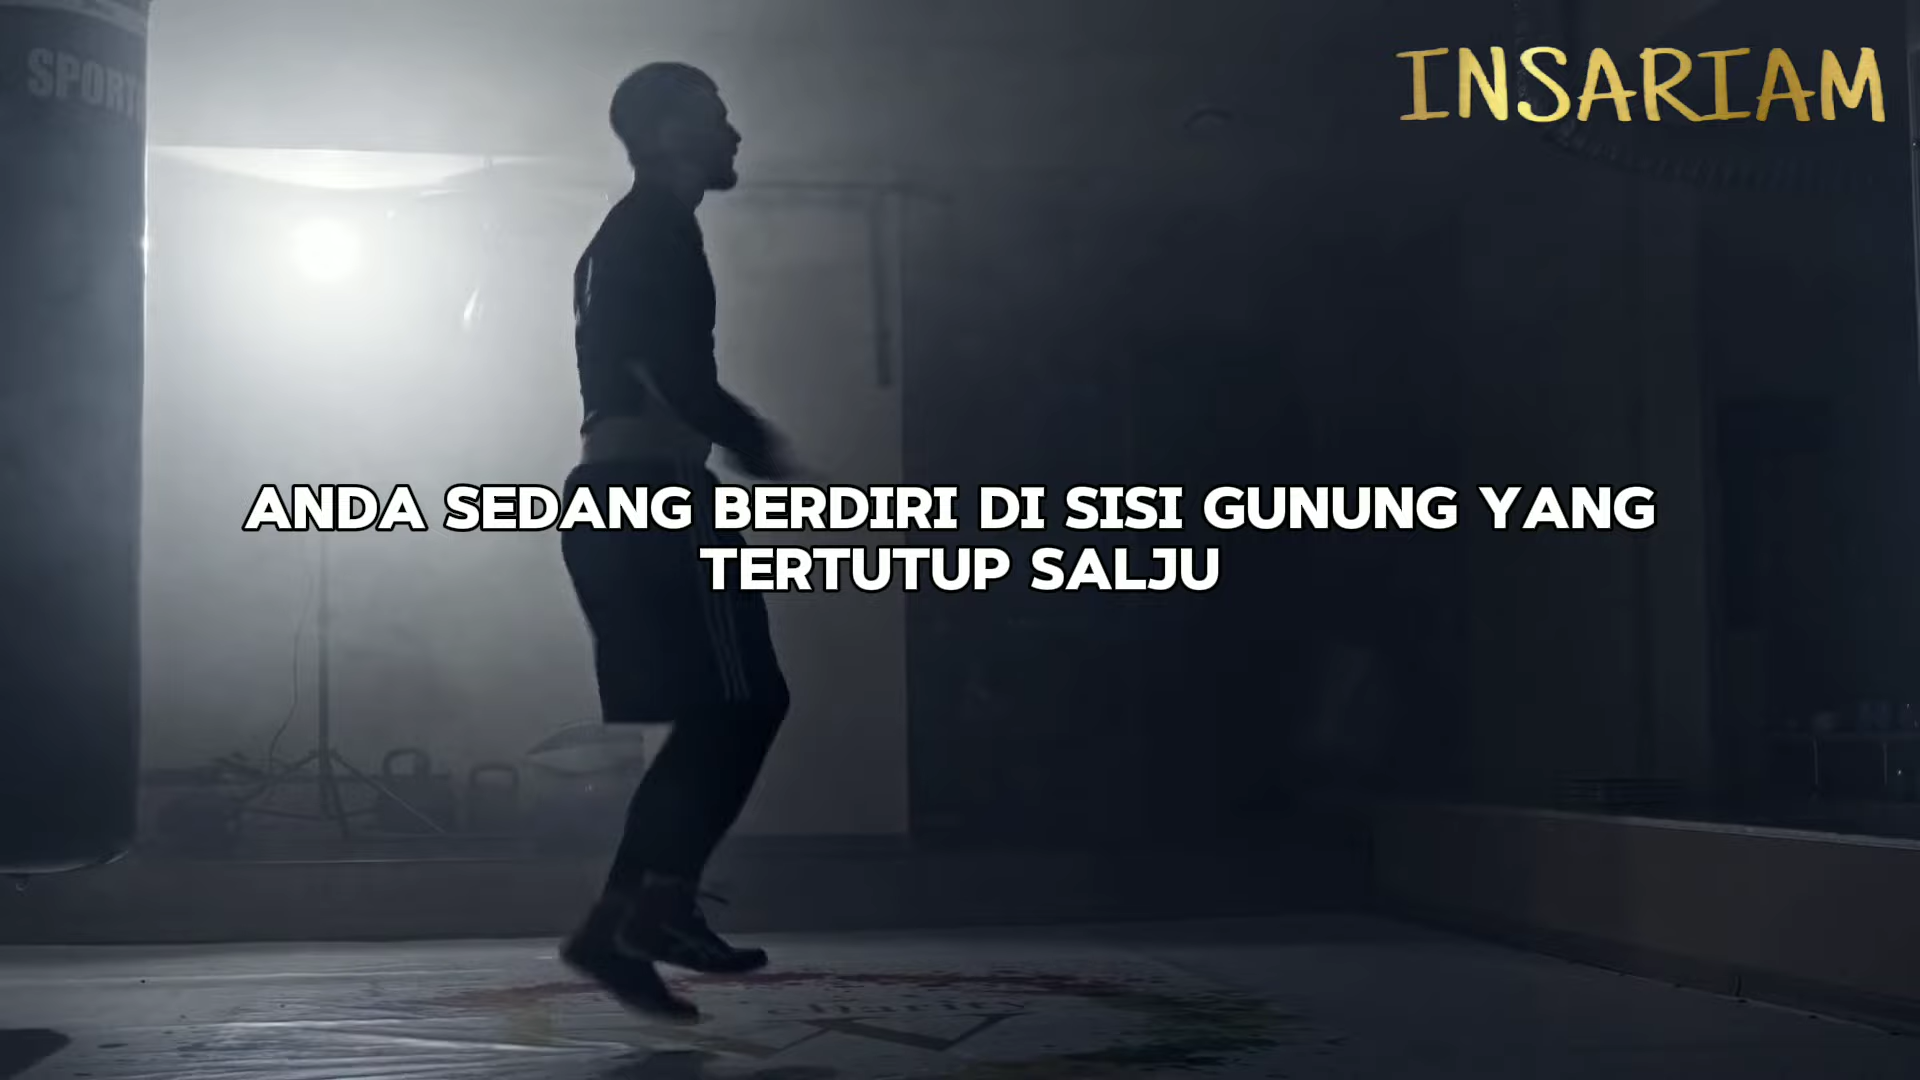 SPORT
INSARIAM
ANDA SEDANG BERDIRI DI SISI GUNUNG YANG
TERTUTUP SALJU